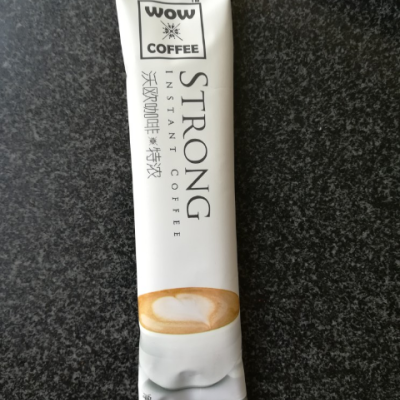 WOW
COFFEE
STRONG
INSTANT COFFEE
沃欧咖啡 特浓